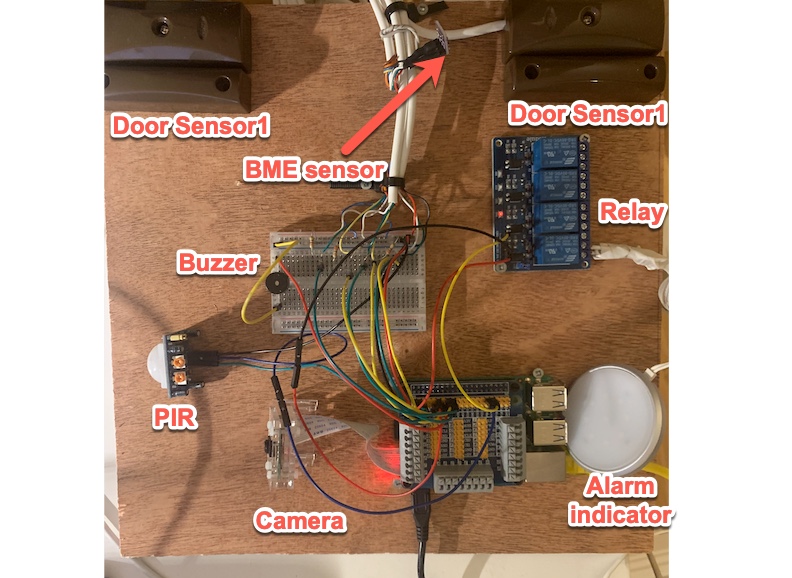 Door Sensor1
Door Sensor1
BME sensor
Relay
Buzzer
PIR
Camera
Alarm
indicator